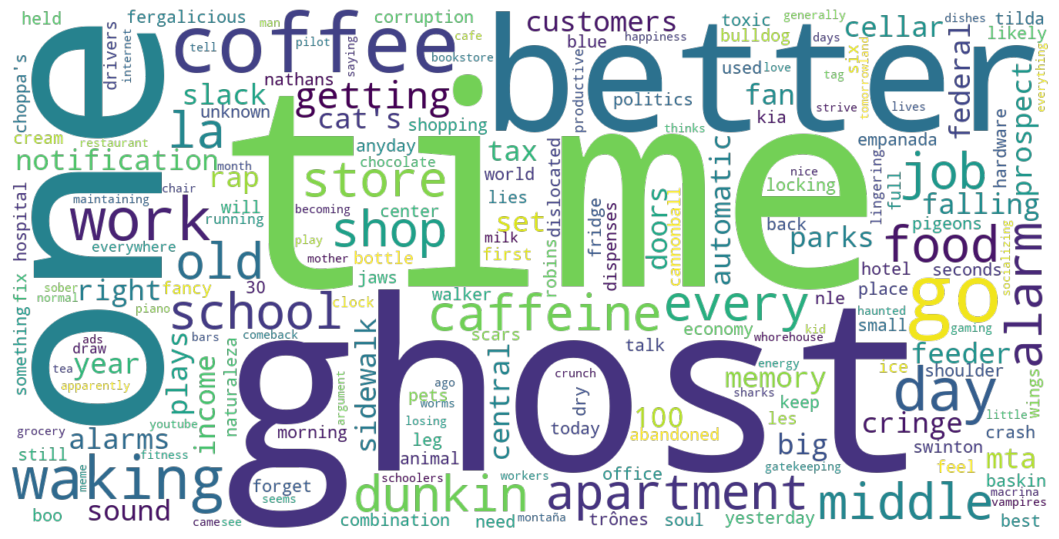 held
fergalicious
corruption
customers
toxic
tilda
generally
choppa's
drivers
internet
man
tell
pilot
saying
cafe
bookstore
coffee
better
blue
bulldog
used
love
happiness
days
dishes
likely
cellar
six
tag
tomorrowland
everything
nathans
slack
unknown
getting
cat's
shopping
politics
productive
fan
kia
strive
lives
federal
cream
restaurant
la
notification
anyday
chocolate
tax
world
lies
thinks
nice
empanada
hardware
prospect
one
time
month
rap
store
center
set
dislocated
doors
automatic
locking
full
job
lingering
falling
hospital
maintaining
chair
work
everywhere
will
running
becoming
shop
milk
first
fridge
dispenses
cannonball
back
parks
pigeons
socializing
food
alarm
sober
normal
old
right
fancy
30
play
mother
bottle
jaws
robins
hotel
seconds
place
go
something
fix
piano
school
clock
walker
caffeine
every
nle
small
haunted
ads
draw
tea
year
apparently
plays
bars
comeback
scars
economy
talk
whorehouse
kid
gaming
feeder
income
naturaleza
ghost
sidewalk
argument
ago
pets
worms
central
crunch
dry
energy
memory
les
keep
ice
shoulder
day
wings
little
grocery
still
youtube
alarms
morning
losing
leg
animal
today
100
abandoned
sharks
big
cringe
swinton
crash
meme
fitness
waking
forget
seems
schoolers
dunkin
workers
office
apartment
gatekeeping
middle
feel
mta
baskin
macrina
vampires
boo
sound
came
see
combination
need
montaña
trônes
soul
yesterday
best